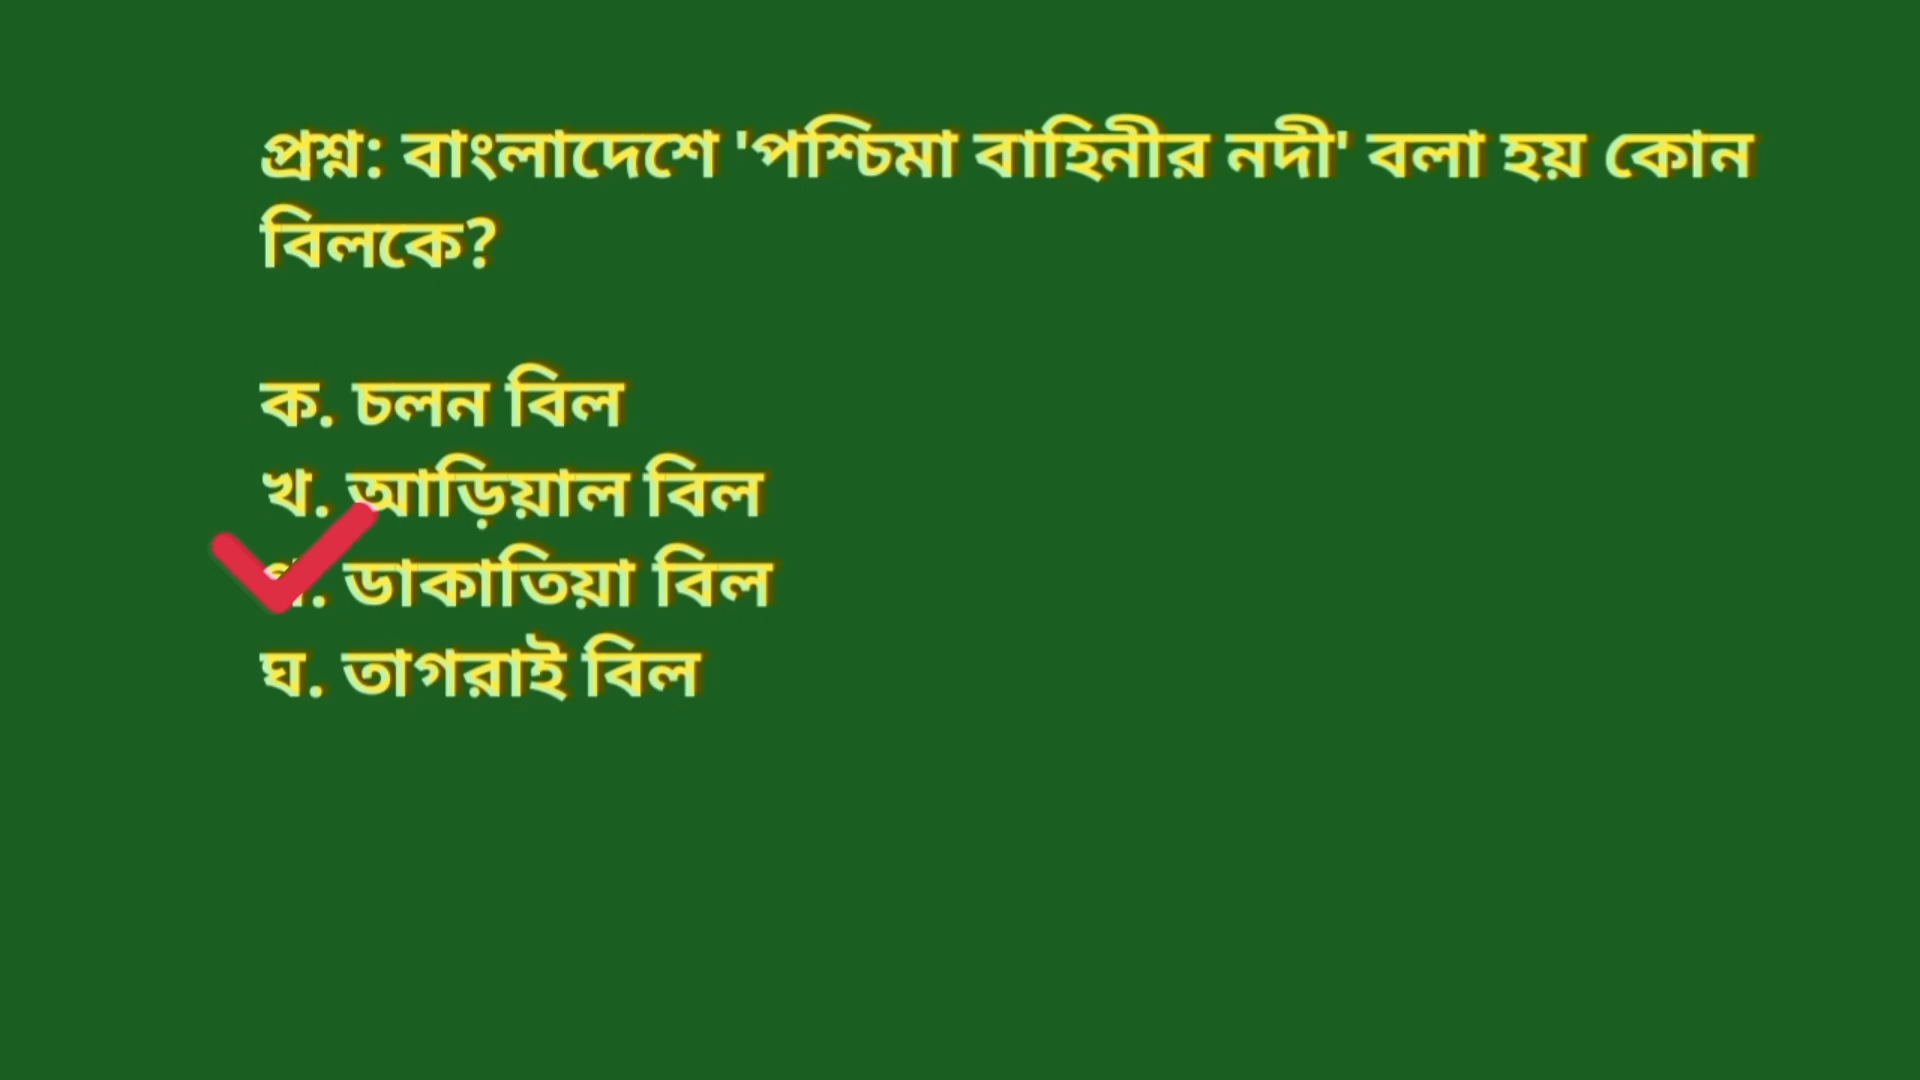 প্রশ্ন: বাংলাদেশে 'পশ্চিমা বাহিনীর নদী' বলা হয় কোন
বিলকে?
ক. চলন বিল
খ. আড়িয়াল বিল
গ. ডাকাতিয়া বিল
ঘ. তাগরাই বিল